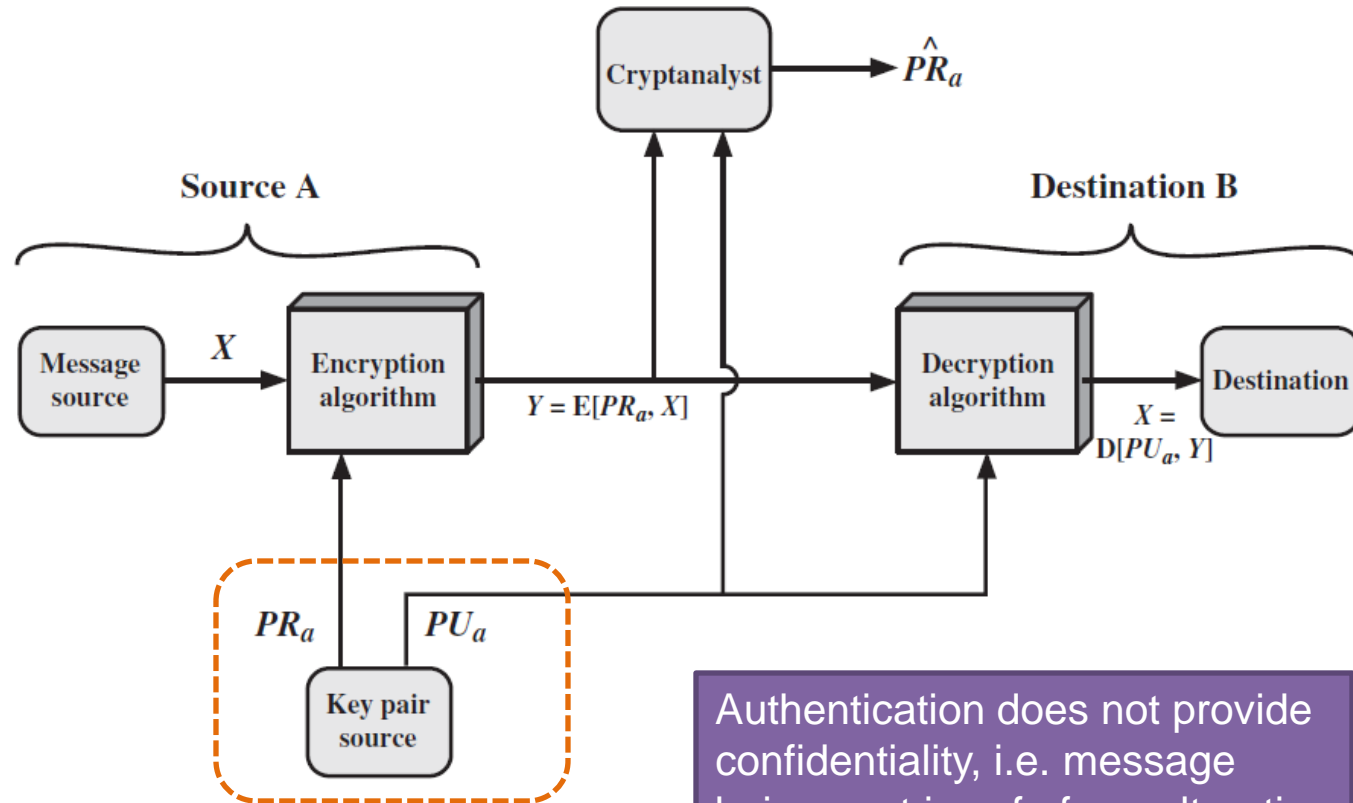 Cryptanalyst
^
PRa
Source A
Destination B
Message
source
X
Encryption
algorithm
Y = E[PRa, X]
Decryption
algorithm
X =
D[PUa, Y]
Destination
PRa
PUa
Key pair
source
Authentication does not provide
confidentiality, i.e. message